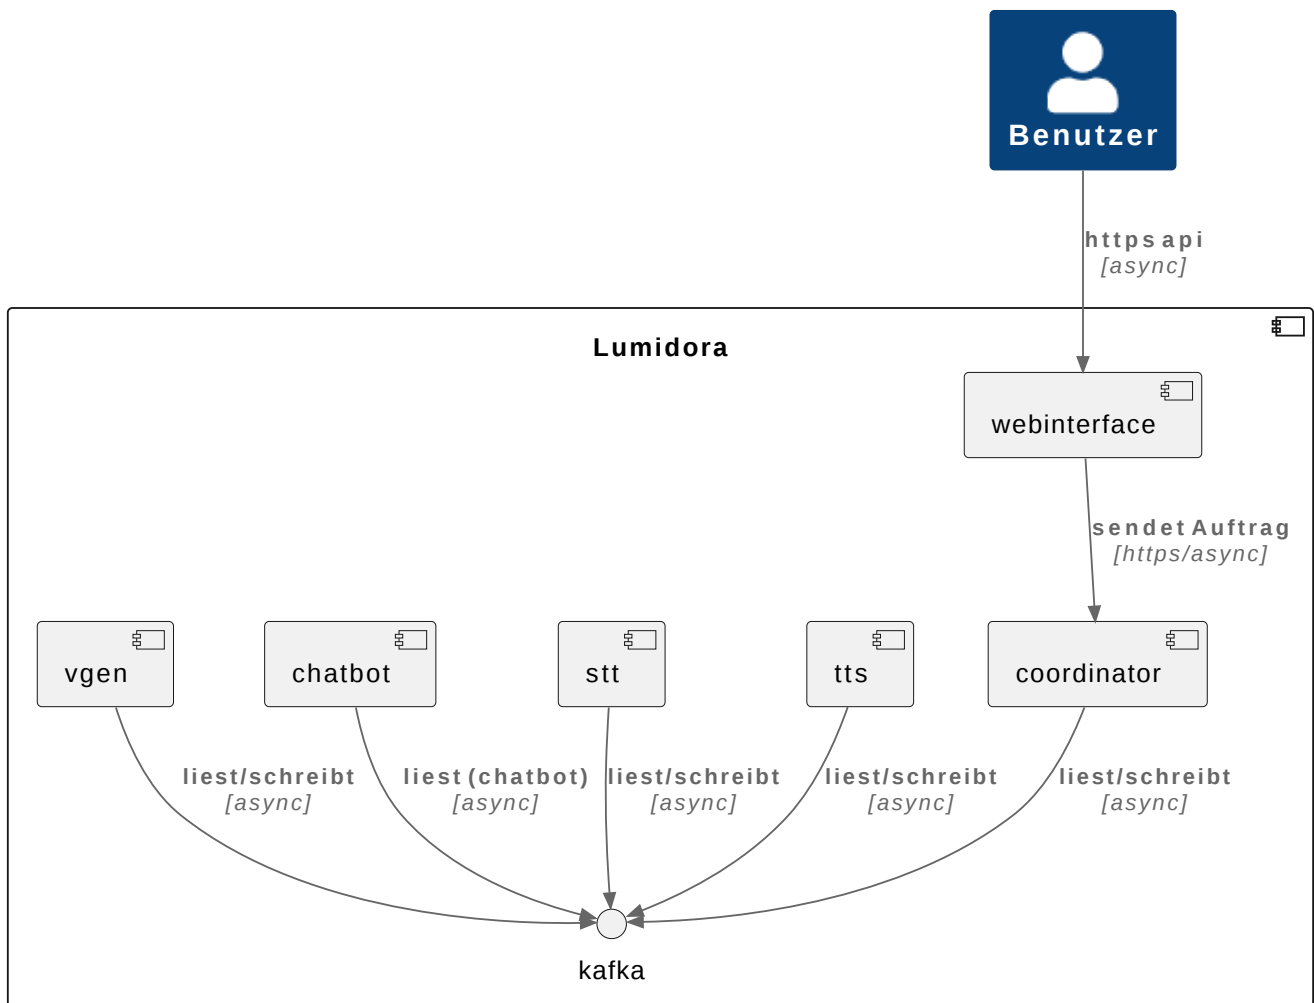 Benutzer
https api
[async]
Lumidora
webinterface
sendet Auftrag
[https/async]
vgen
chatbot
stt
tts
coordinator
liest/schreibt
[async]
liest (chatbot)
[async]
liest/schreibt
[async]
liest/schreibt
[async]
liest/schreibt
[async]
kafka